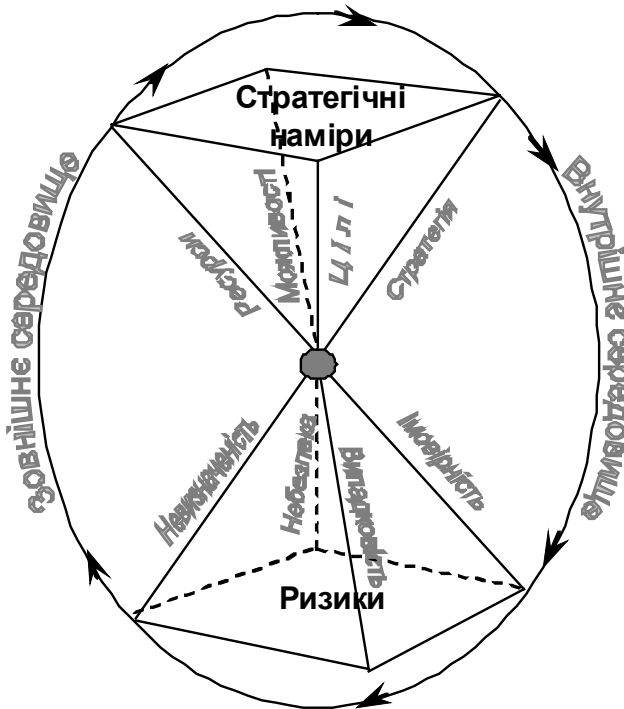 Стратегічні
наміри
Зовнішнє середовище
Внутрішнє середовище
Ресурси
Можливості
Цілі
Стратегія
Невизначеність
Небезпека
Випадковість
Імовірність
Ризики